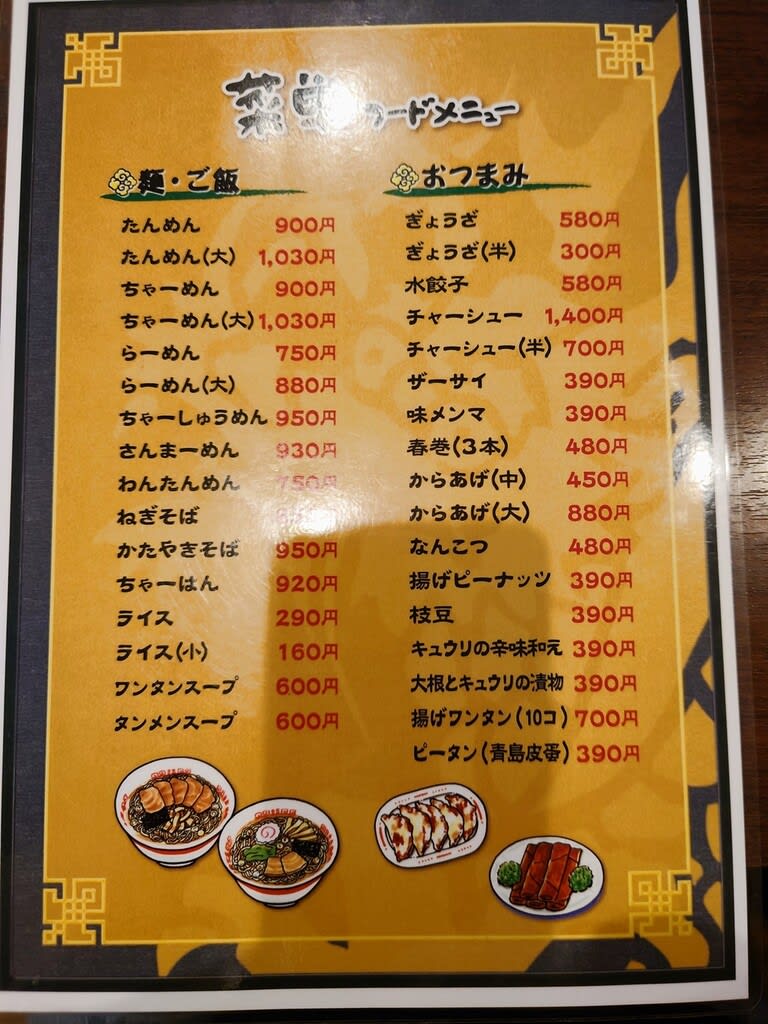 菜単 フードメニュー
麺・ご飯
たんめん 900円
たんめん(大) 1,030円
ちゃーめん 900円
ちゃーめん(大) 1,030円
らーめん 750円
らーめん(大) 880円
ちゃーしゅうめん 950円
さんまーめん 930円
わんたんめん 750円
ねぎそば
かたやきそば 950円
ちゃーはん 920円
ライス 290円
ライス(小) 160円
ワンタンスープ 600円
タンメンスープ 600円
おつまみ
ぎょうざ 580円
ぎょうざ(半) 300円
水餃子 580円
チャーシュー 1,400円
チャーシュー(半) 700円
ザーサイ 390円
味メンマ 390円
春巻(3本) 480円
からあげ(中) 450円
からあげ(大) 880円
なんこつ 480円
揚げピーナッツ 390円
枝豆 390円
キュウリの辛味和え 390円
大根とキュウリの漬物 390円
揚げワンタン(10コ) 700円
ピータン(青島皮蛋) 390円